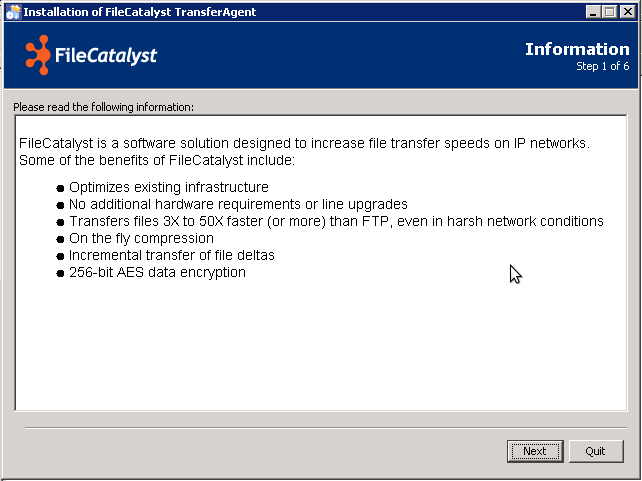 Installation of FileCatalyst TransferAgent
FileCatalyst
Information
Step 1 of 6
Please read the following information:
FileCatalyst is a software solution designed to increase file transfer speeds on IP networks.
Some of the benefits of FileCatalyst include:
● Optimizes existing infrastructure
● No additional hardware requirements or line upgrades
● Transfers files 3X to 50X faster (or more) than FTP, even in harsh network conditions
● On the fly compression
● Incremental transfer of file deltas
● 256-bit AES data encryption
Next
Quit